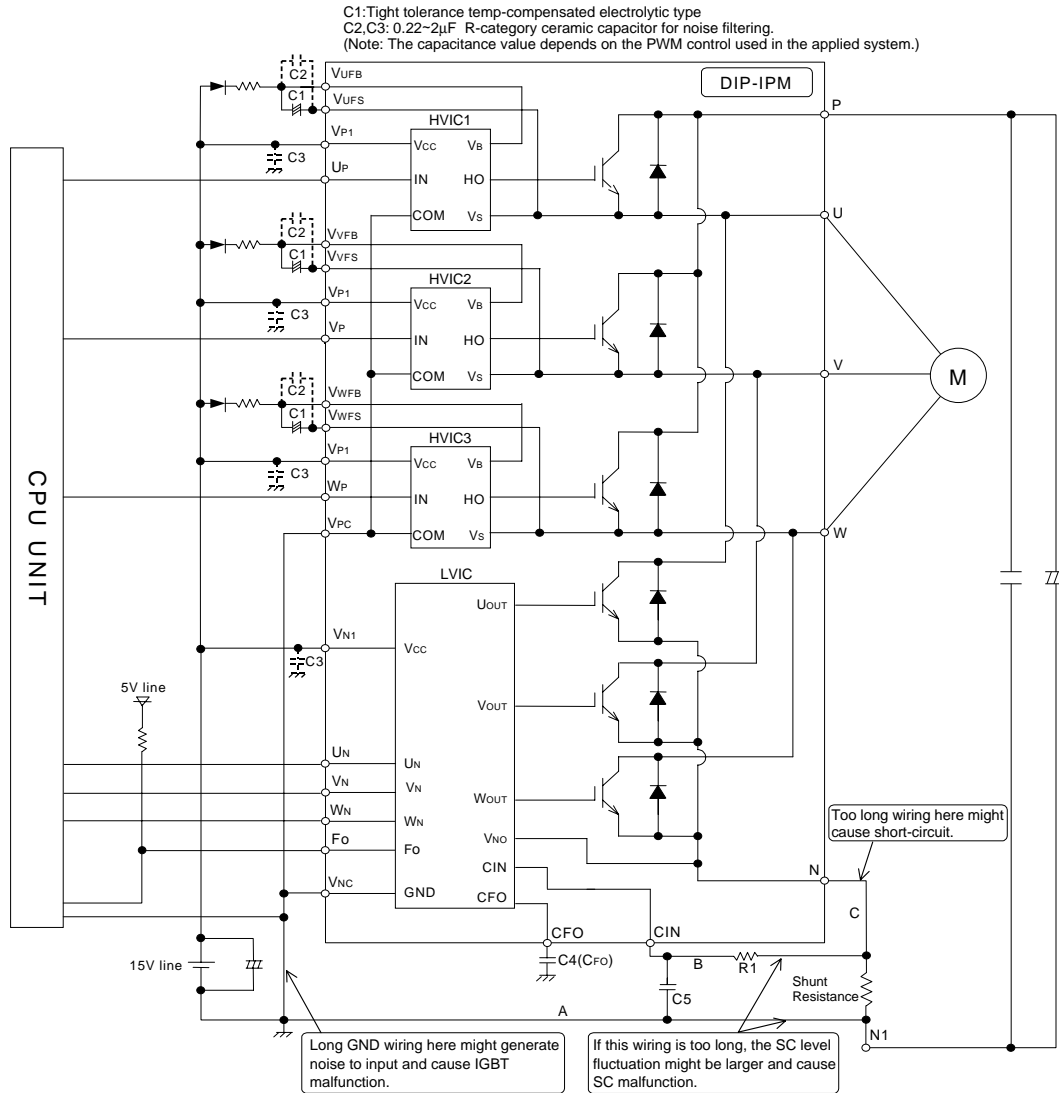 C1:Tight tolerance temp-compensated electrolytic type
C2,C3: 0.22~2μF  R-category ceramic capacitor for noise filtering.
(Note: The capacitance value depends on the PWM control used in the applied system.)
DIP-IPM
C2
VUFB
C1
VUFS
P
HVIC1
VP1
VCC
VB
C3
UP
IN
HO
COM
VS
U
C2
VVFB
C1
VVFS
HVIC2
VP1
VCC
VB
C3
VP
IN
HO
COM
VS
V
M
C2
VWFB
C1
VWFS
HVIC3
VP1
VCC
VB
C3
WP
IN
HO
VPC
COM
VS
W
CPU UNIT
LVIC
UOUT
VN1
VCC
C3
5V line
VOUT
UN
UN
VN
VN
WOUT
WN
WN
VNO
Fo
Fo
CIN
VNC
GND
CFO
Too long wiring here might
cause short-circuit.
N
C
CFO
CIN
C4(CFO)
B
R1
15V line
C5
Shunt
Resistance
A
N1
Long GND wiring here might generate
noise to input and cause IGBT
malfunction.
If this wiring is too long, the SC level
fluctuation might be larger and cause
SC malfunction.